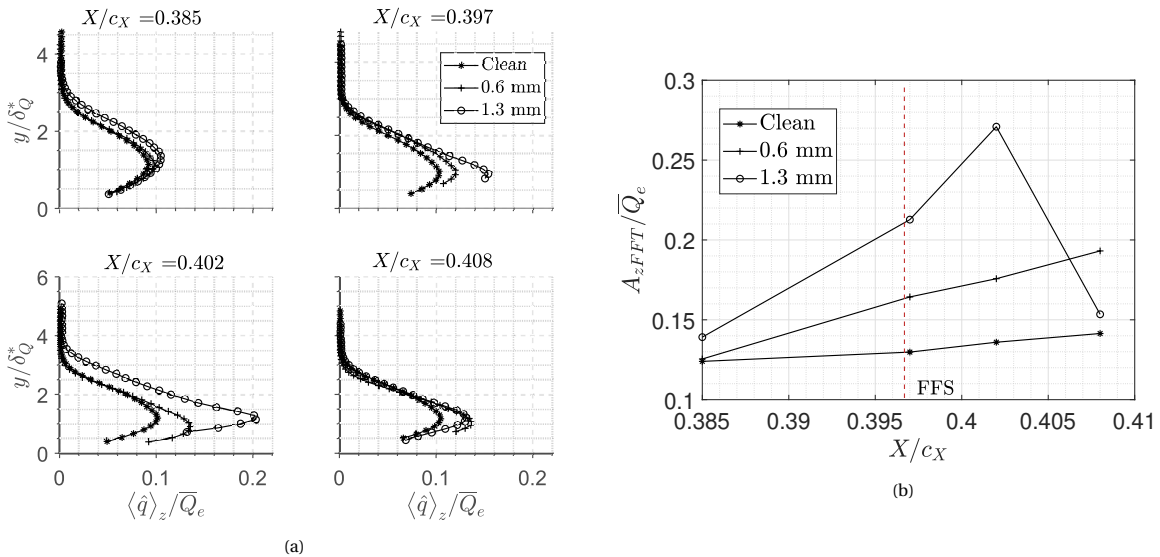 (a)
X/c_X =0.385
X/c_X =0.397
4
2
0
y/δ*_Q
Clean
0.6 mm
1.3 mm
X/c_X =0.402
X/c_X =0.408
6
4
2
0
y/δ*_Q
0 0.1 0.2
0 0.1 0.2
⟨q̂⟩_z/Q̅_e
⟨q̂⟩_z/Q̅_e
(a)
0.3
0.25
0.2
0.15
0.1
A_zFFT/Q̅_e
Clean
0.6 mm
1.3 mm
FFS
0.385 0.39 0.395 0.4 0.405 0.41
X/c_X
(b)